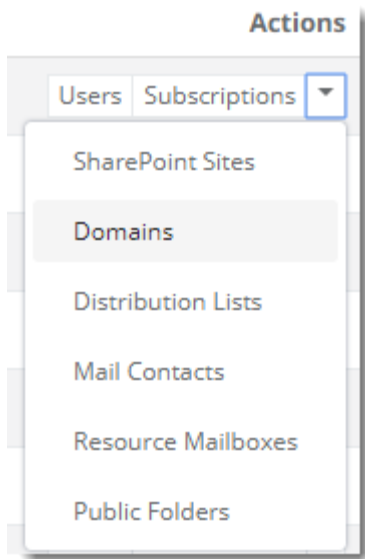 Actions
Users Subscriptions
SharePoint Sites
Domains
Distribution Lists
Mail Contacts
Resource Mailboxes
Public Folders